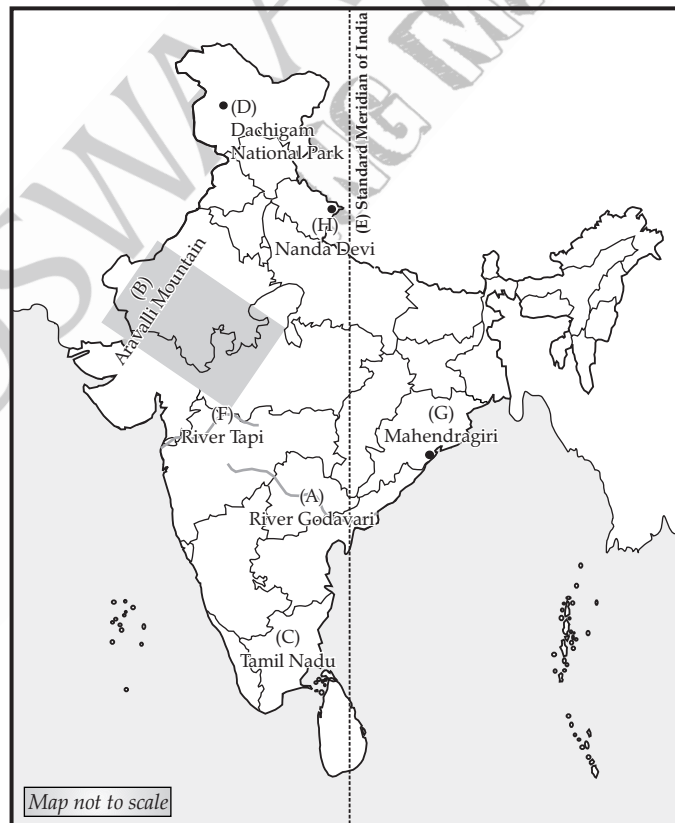 (D)
Dachigam
National Park
(E) Standard Meridian of India
(H)
Nanda Devi
(B)
Aravalli Mountain
(F)
River Tapi
(G)
Mahendragiri
(A)
River Godavari
(C)
Tamil Nadu
Map not to scale